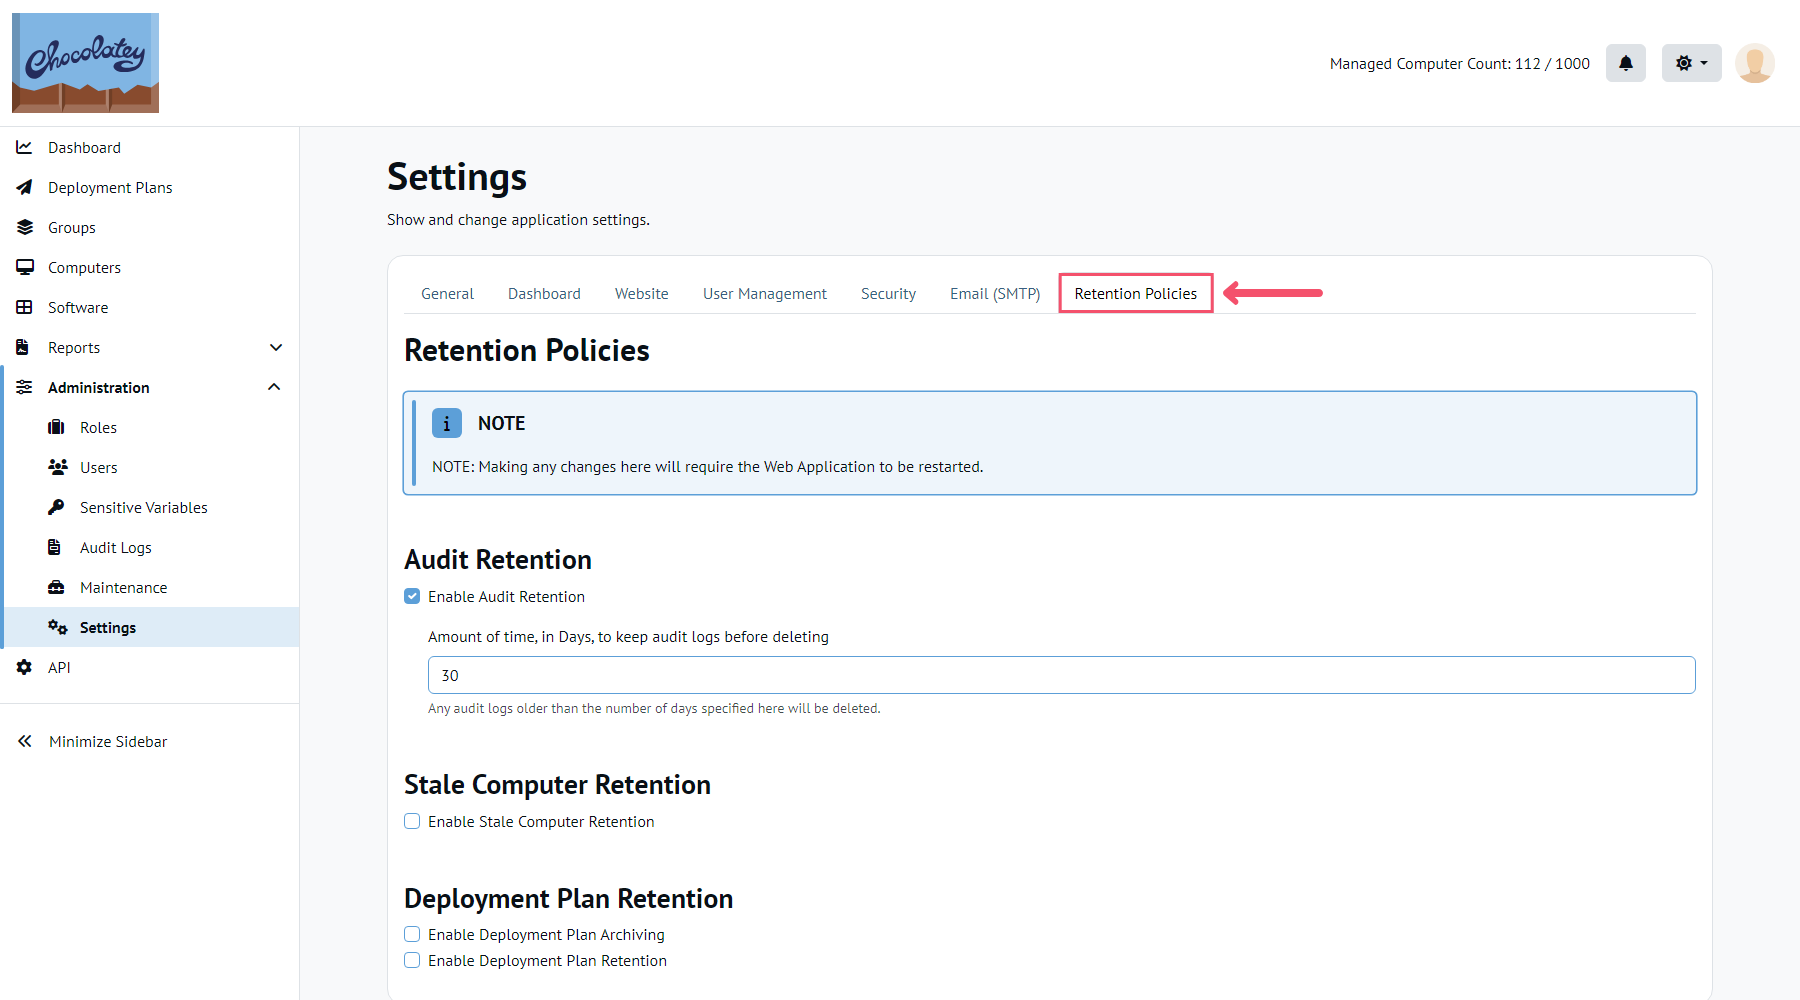 Chocolatey
Managed Computer Count: 112 / 1000
Dashboard
Deployment Plans
Groups
Computers
Software
Reports
Administration
Roles
Users
Sensitive Variables
Audit Logs
Maintenance
Settings
API
Minimize Sidebar
Settings
Show and change application settings.
General Dashboard Website User Management Security Email (SMTP) Retention Policies
Retention Policies
i NOTE
NOTE: Making any changes here will require the Web Application to be restarted.
Audit Retention
Enable Audit Retention
Amount of time, in Days, to keep audit logs before deleting
30
Any audit logs older than the number of days specified here will be deleted.
Stale Computer Retention
Enable Stale Computer Retention
Deployment Plan Retention
Enable Deployment Plan Archiving
Enable Deployment Plan Retention